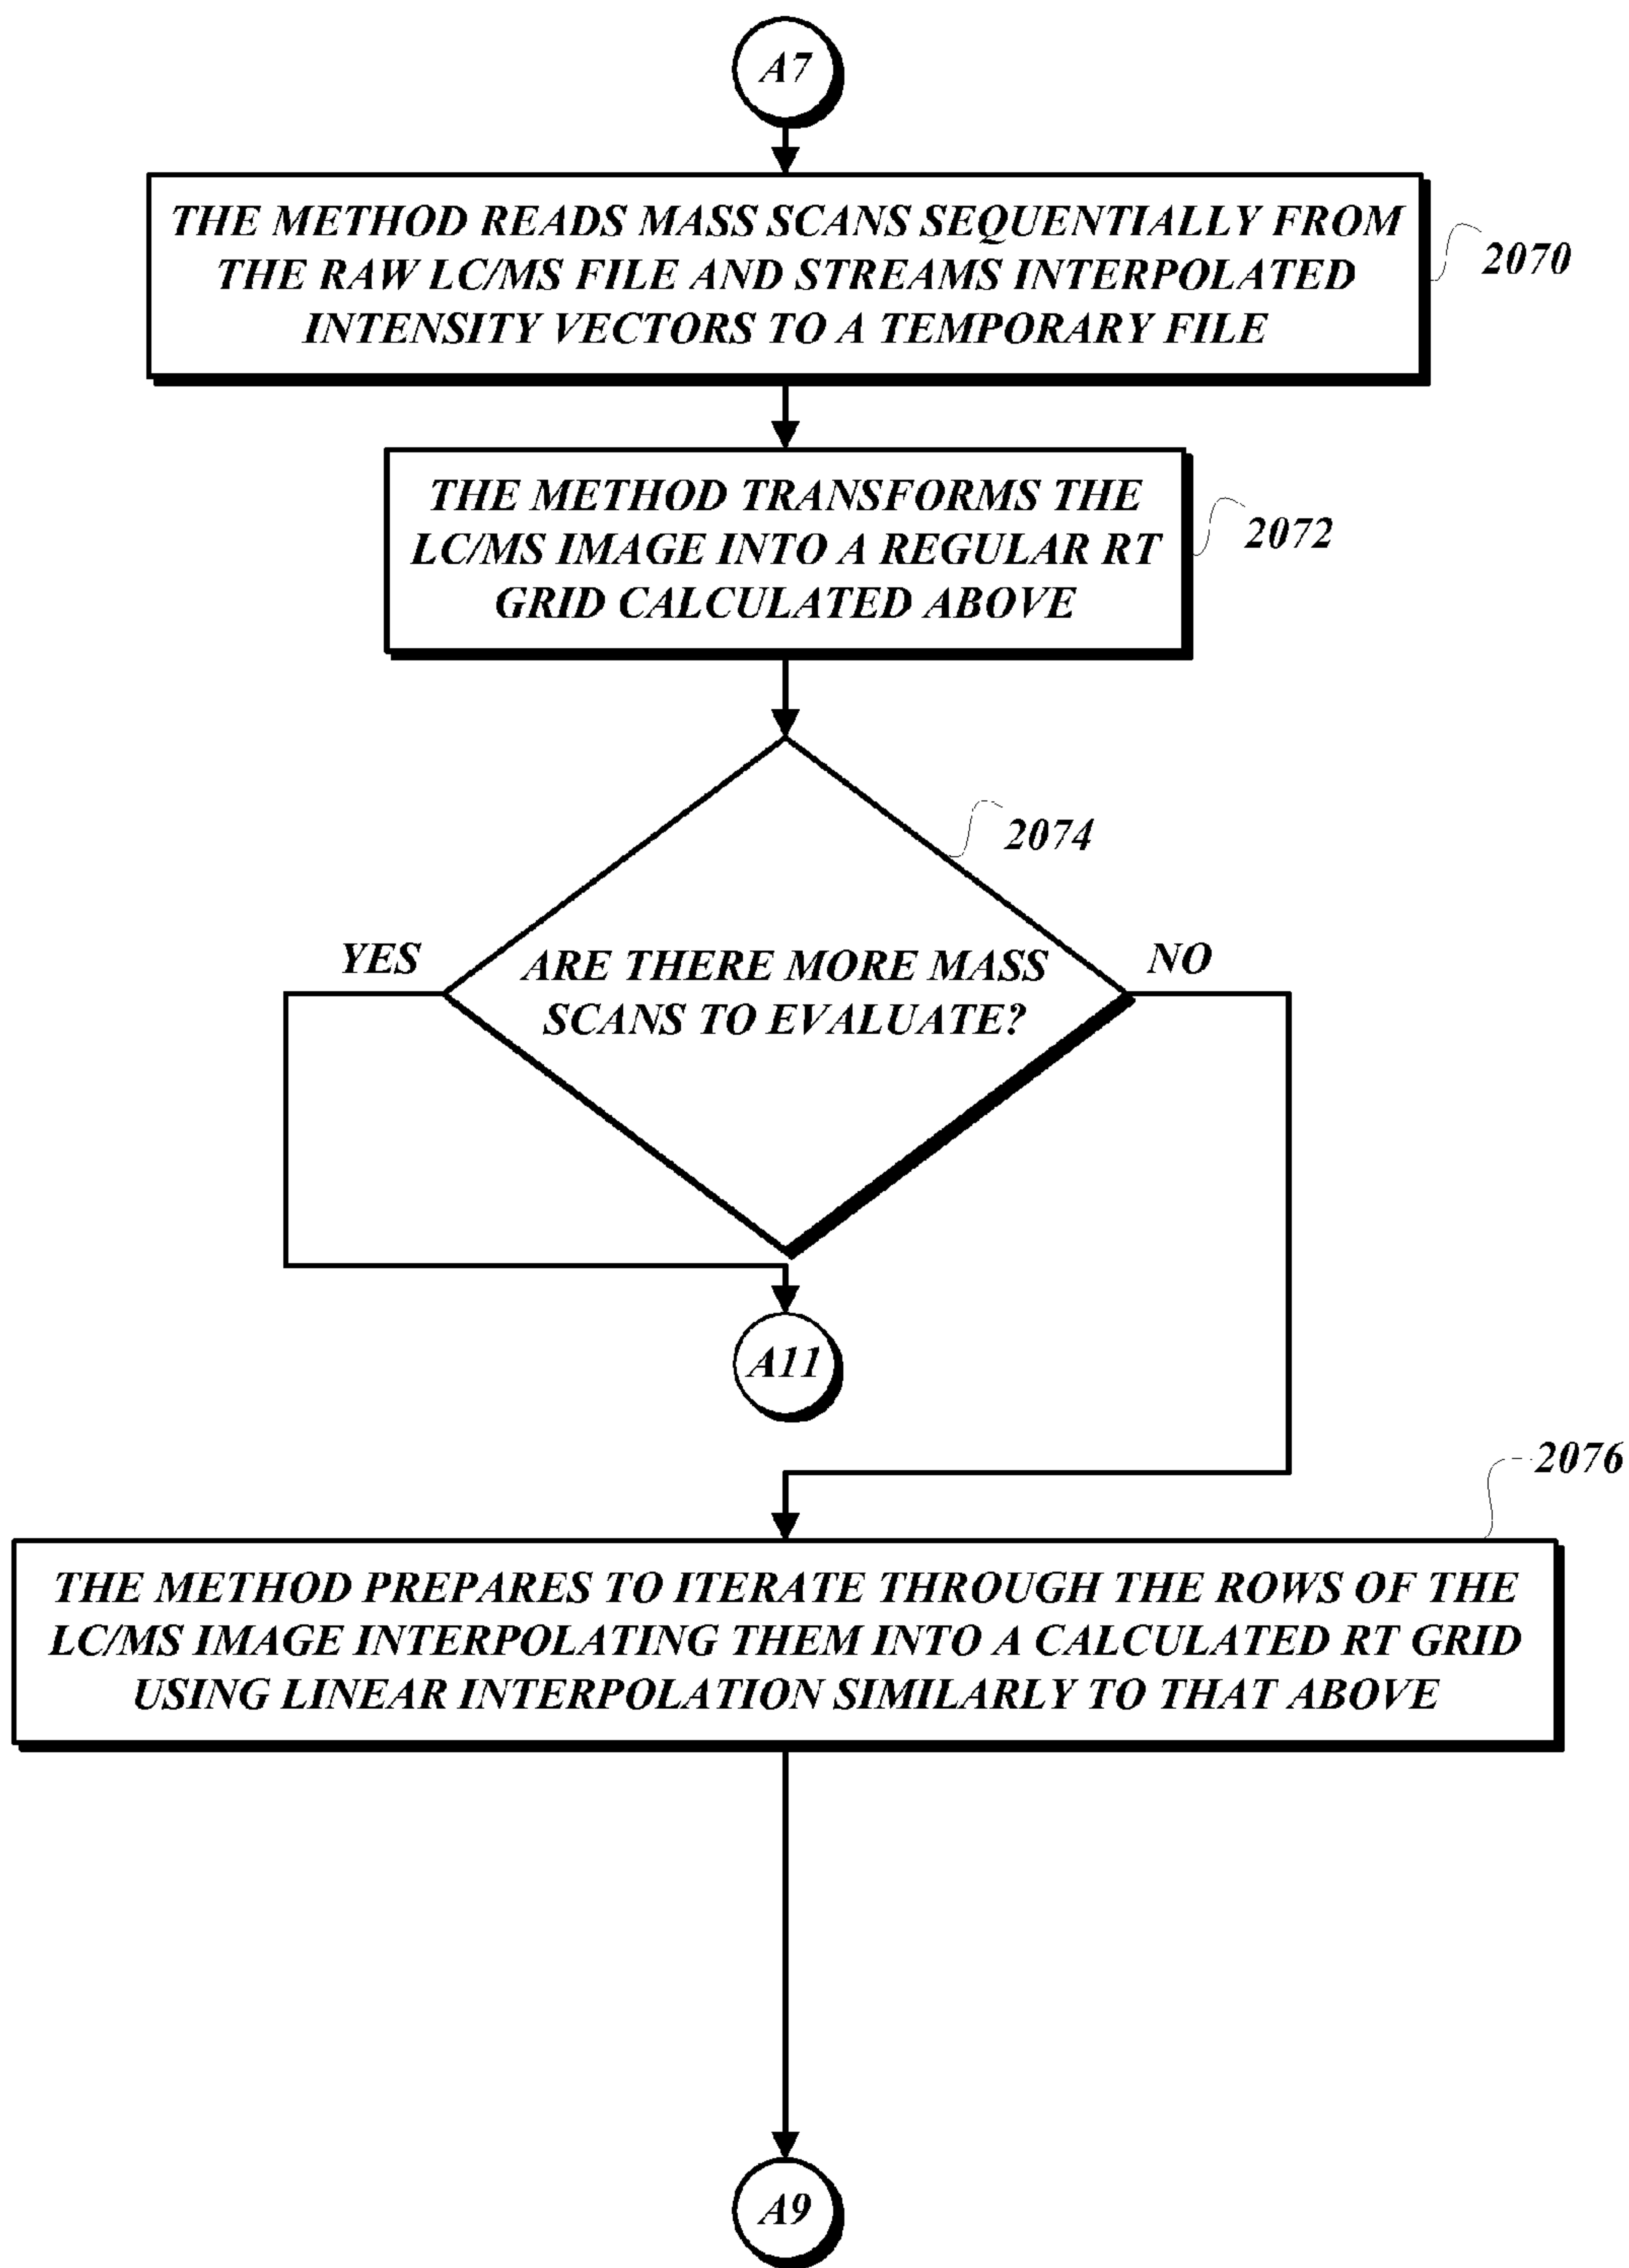 A7
THE METHOD READS MASS SCANS SEQUENTIALLY FROM
THE RAW LC/MS FILE AND STREAMS INTERPOLATED
INTENSITY VECTORS TO A TEMPORARY FILE
2070
THE METHOD TRANSFORMS THE
LC/MS IMAGE INTO A REGULAR RT
GRID CALCULATED ABOVE
2072
2074
YES
ARE THERE MORE MASS
SCANS TO EVALUATE?
NO
A11
2076
THE METHOD PREPARES TO ITERATE THROUGH THE ROWS OF THE
LC/MS IMAGE INTERPOLATING THEM INTO A CALCULATED RT GRID
USING LINEAR INTERPOLATION SIMILARLY TO THAT ABOVE
A9